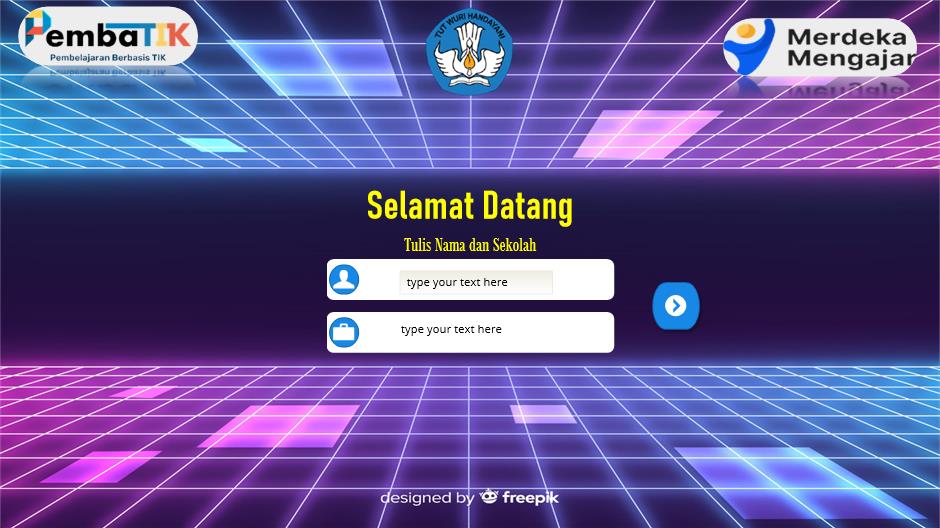 PembaTIK
Pembelajaran Berbasis TIK
TUT WURI HANDAYANI
Merdeka
Mengajar
Selamat Datang
Tulis Nama dan Sekolah
type your text here
type your text here
designed by freepik